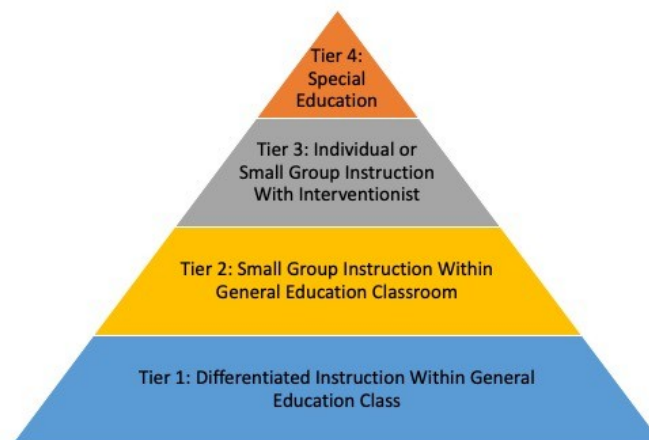 Tier 4:
Special
Education
Tier 3: Individual or
Small Group Instruction
With Interventionist
Tier 2: Small Group Instruction Within
General Education Classroom
Tier 1: Differentiated Instruction Within General
Education Class